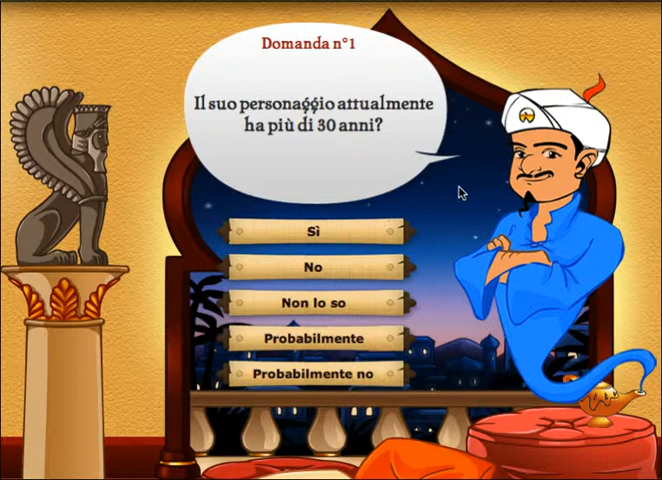 Domanda n°1
Il suo personaggio attualmente
ha più di 30 anni?
Sì
No
Non lo so
Probabilmente
Probabilmente no